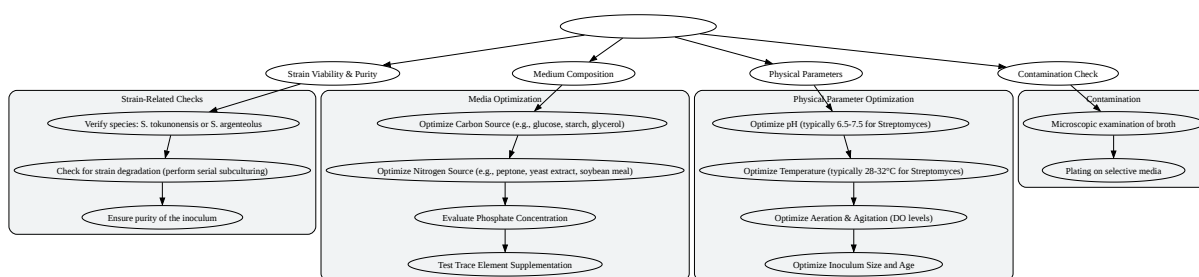 Strain Viability & Purity
Medium Composition
Physical Parameters
Contamination Check
Strain-Related Checks
Verify species: S. tokunonensis or S. argenteolus
Check for strain degradation (perform serial subculturing)
Ensure purity of the inoculum
Media Optimization
Optimize Carbon Source (e.g., glucose, starch, glycerol)
Optimize Nitrogen Source (e.g., peptone, yeast extract, soybean meal)
Evaluate Phosphate Concentration
Test Trace Element Supplementation
Physical Parameter Optimization
Optimize pH (typically 6.5-7.5 for Streptomyces)
Optimize Temperature (typically 28-32°C for Streptomyces)
Optimize Aeration & Agitation (DO levels)
Optimize Inoculum Size and Age
Contamination
Microscopic examination of broth
Plating on selective media